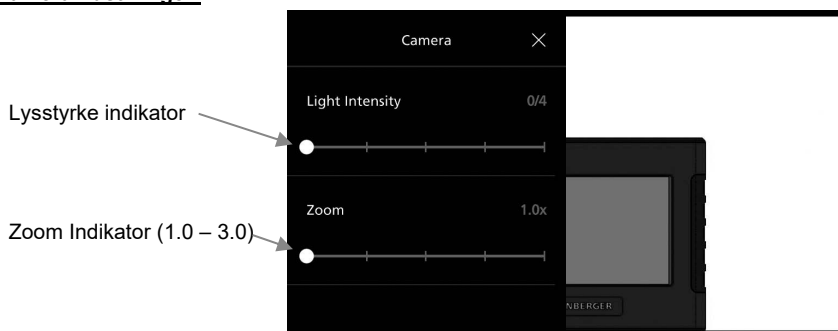 Camera
Light Intensity 0/4
Lysstyrke indikator
Zoom 1.0x
Zoom Indikator (1.0 – 3.0)